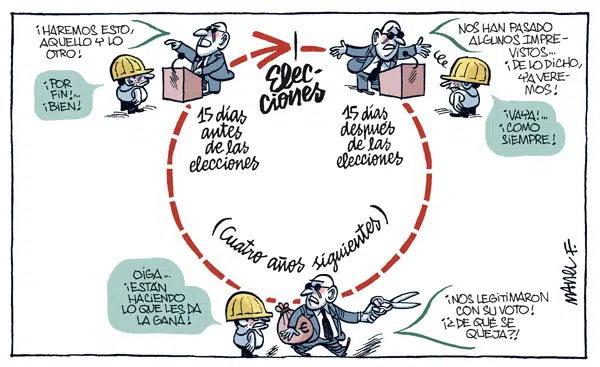 ¡HAREMOS ESTO,
AQUELLO Y LO
OTRO!
¡POR
FIN!...
¡BIEN!
Elec-
ciones
NOS HAN PASADO
ALGUNOS IMPRE-
VISTOS...
¡DE LO DICHO,
YA VERE-
MOS!
¡VAYA!...
¡COMO
SIEMPRE!
15 días
antes
de las
elecciones
15 días
después
de las
elecciones
(Cuatro años siguientes)
OIGA...
¡ESTÁN
HACIENDO
LO QUE LES DA
LA GANA!
€
¡NOS LEGITIMARON
CON SU VOTO!
¡¿DE QUÉ SE
QUEJA?!
MANEL F.